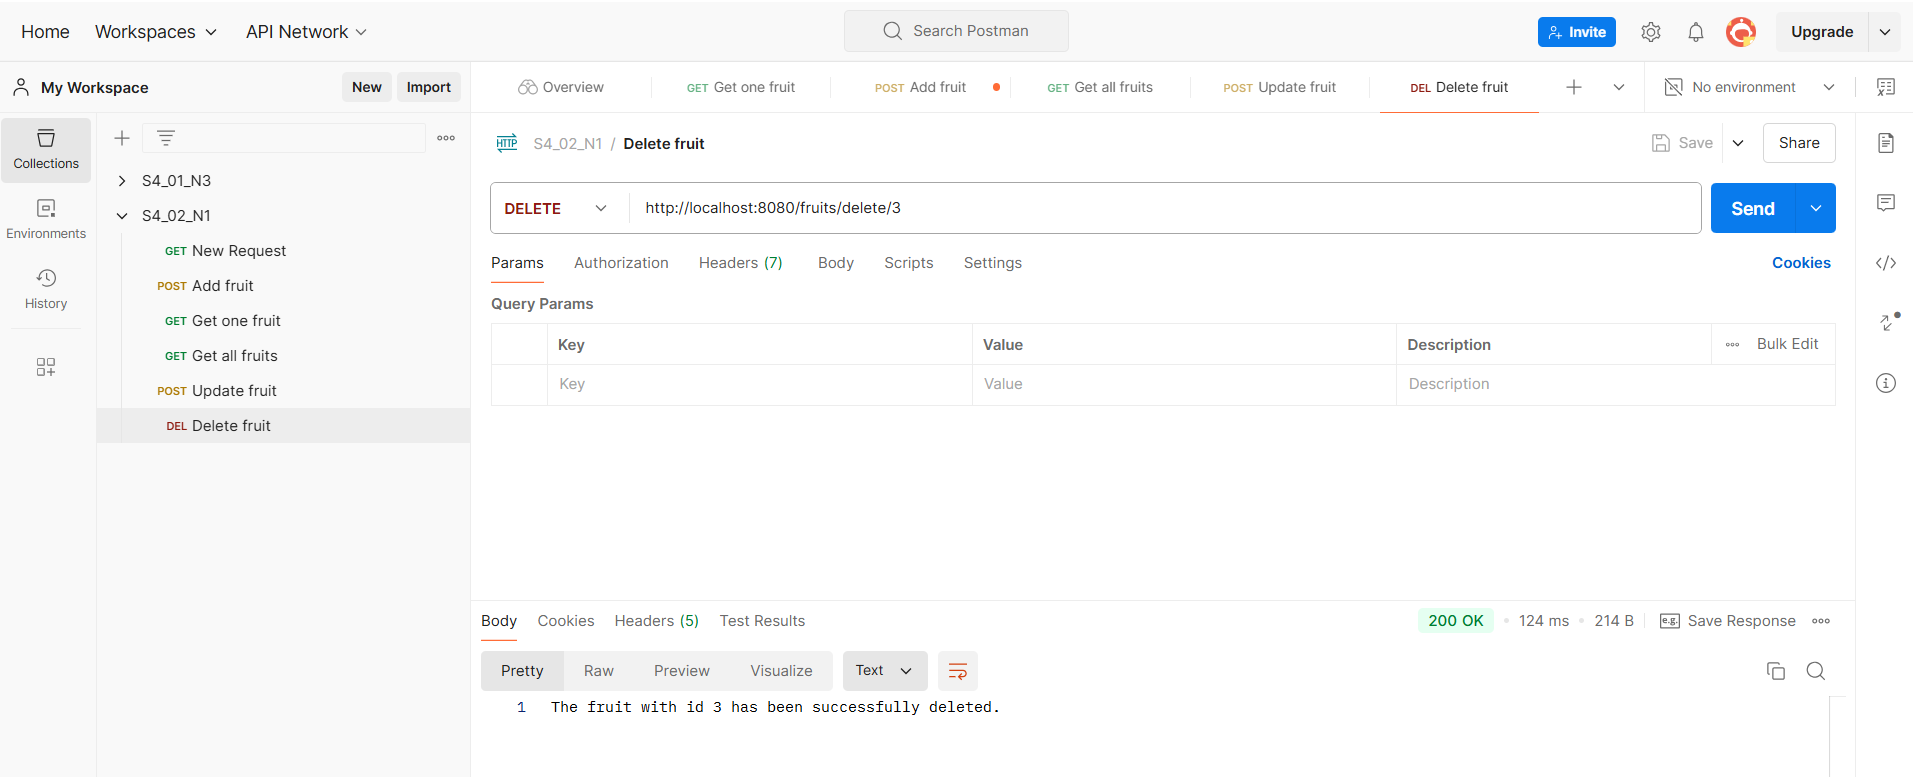 Home Workspaces API Network Search Postman Invite Upgrade
My Workspace New Import
Overview GET Get one fruit POST Add fruit GET Get all fruits POST Update fruit DEL Delete fruit No environment
Collections
Environments
History
S4_01_N3
S4_02_N1
GET New Request
POST Add fruit
GET Get one fruit
GET Get all fruits
POST Update fruit
DEL Delete fruit
HTTP S4_02_N1 / Delete fruit Save Share
DELETE http://localhost:8080/fruits/delete/3 Send
Params Authorization Headers (7) Body Scripts Settings Cookies
Query Params
Key Value Description Bulk Edit
Key Value Description
Body Cookies Headers (5) Test Results 200 OK 124 ms 214 B e.g. Save Response
Pretty Raw Preview Visualize Text
1 The fruit with id 3 has been successfully deleted.